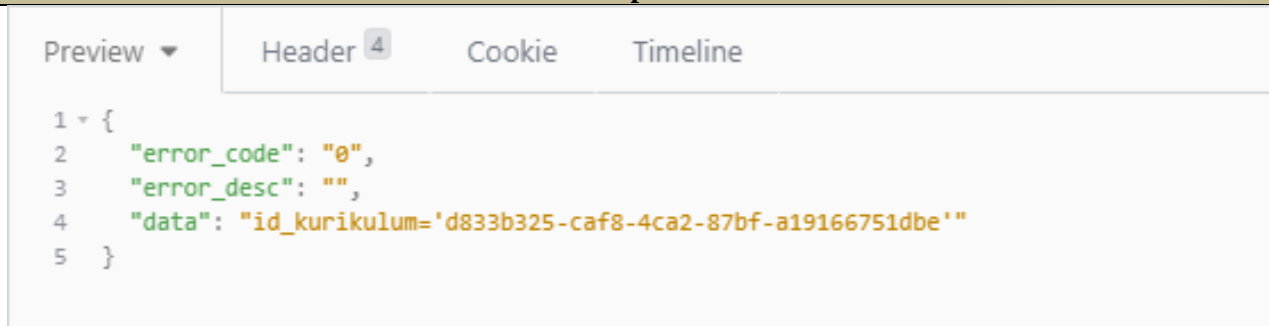 Preview Header 4 Cookie Timeline
1 {
2 "error_code": "0",
3 "error_desc": "",
4 "data": "id_kurikulum='d833b325-caf8-4ca2-87bf-a19166751dbe'"
5 }